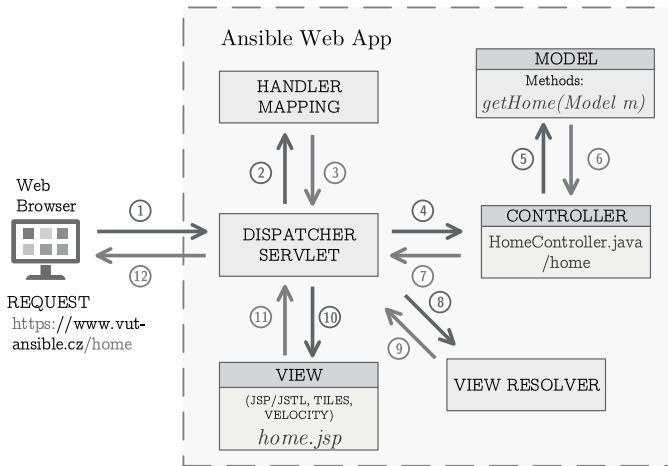 Ansible Web App
HANDLER
MAPPING
MODEL
Methods:
getHome(Model m)
2
3
5
6
Web
Browser
1
12
DISPATCHER
SERVLET
4
7
CONTROLLER
HomeController.java
/home
REQUEST
https://www.vut-
ansible.cz/home
11
10
8
9
VIEW
(JSP/JSTL, TILES,
VELOCITY)
home.jsp
VIEW RESOLVER